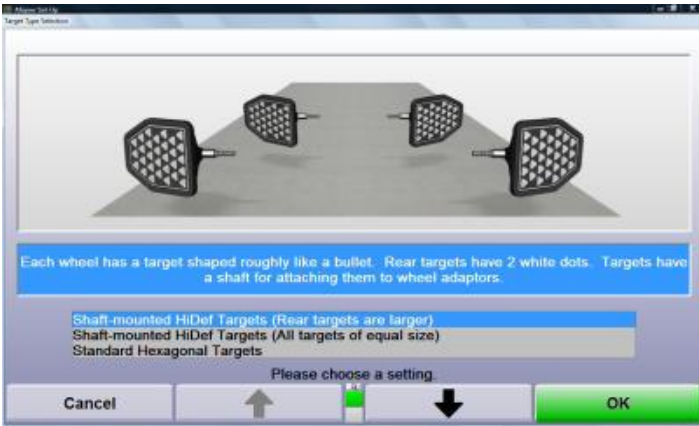 Aligner Set-Up
Target Type Selection
Each wheel has a target shaped roughly like a bullet. Rear targets have 2 white dots. Targets have
a shaft for attaching them to wheel adaptors.
Shaft-mounted HiDef Targets (Rear targets are larger)
Shaft-mounted HiDef Targets (All targets of equal size)
Standard Hexagonal Targets
Please choose a setting.
Cancel
OK